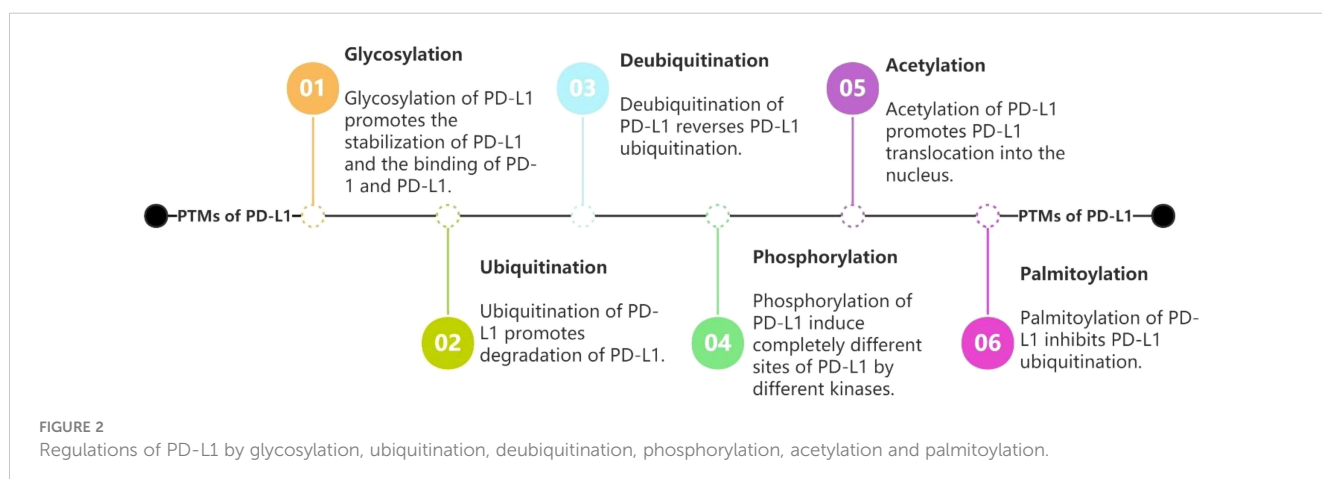 01
Glycosylation
Glycosylation of PD-L1
promotes the
stabilization of PD-L1
and the binding of PD-
1 and PD-L1.
03
Deubiquitination
Deubiquitination of
PD-L1 reverses PD-L1
ubiquitination.
05
Acetylation
Acetylation of PD-L1
promotes PD-L1
translocation into the
nucleus.
PTMs of PD-L1
PTMs of PD-L1
02
Ubiquitination
Ubiquitination of PD-
L1 promotes
degradation of PD-L1.
04
Phosphorylation
Phosphorylation of
PD-L1 induce
completely different
sites of PD-L1 by
different kinases.
06
Palmitoylation
Palmitoylation of PD-
L1 inhibits PD-L1
ubiquitination.
FIGURE 2
Regulations of PD-L1 by glycosylation, ubiquitination, deubiquitination, phosphorylation, acetylation and palmitoylation.